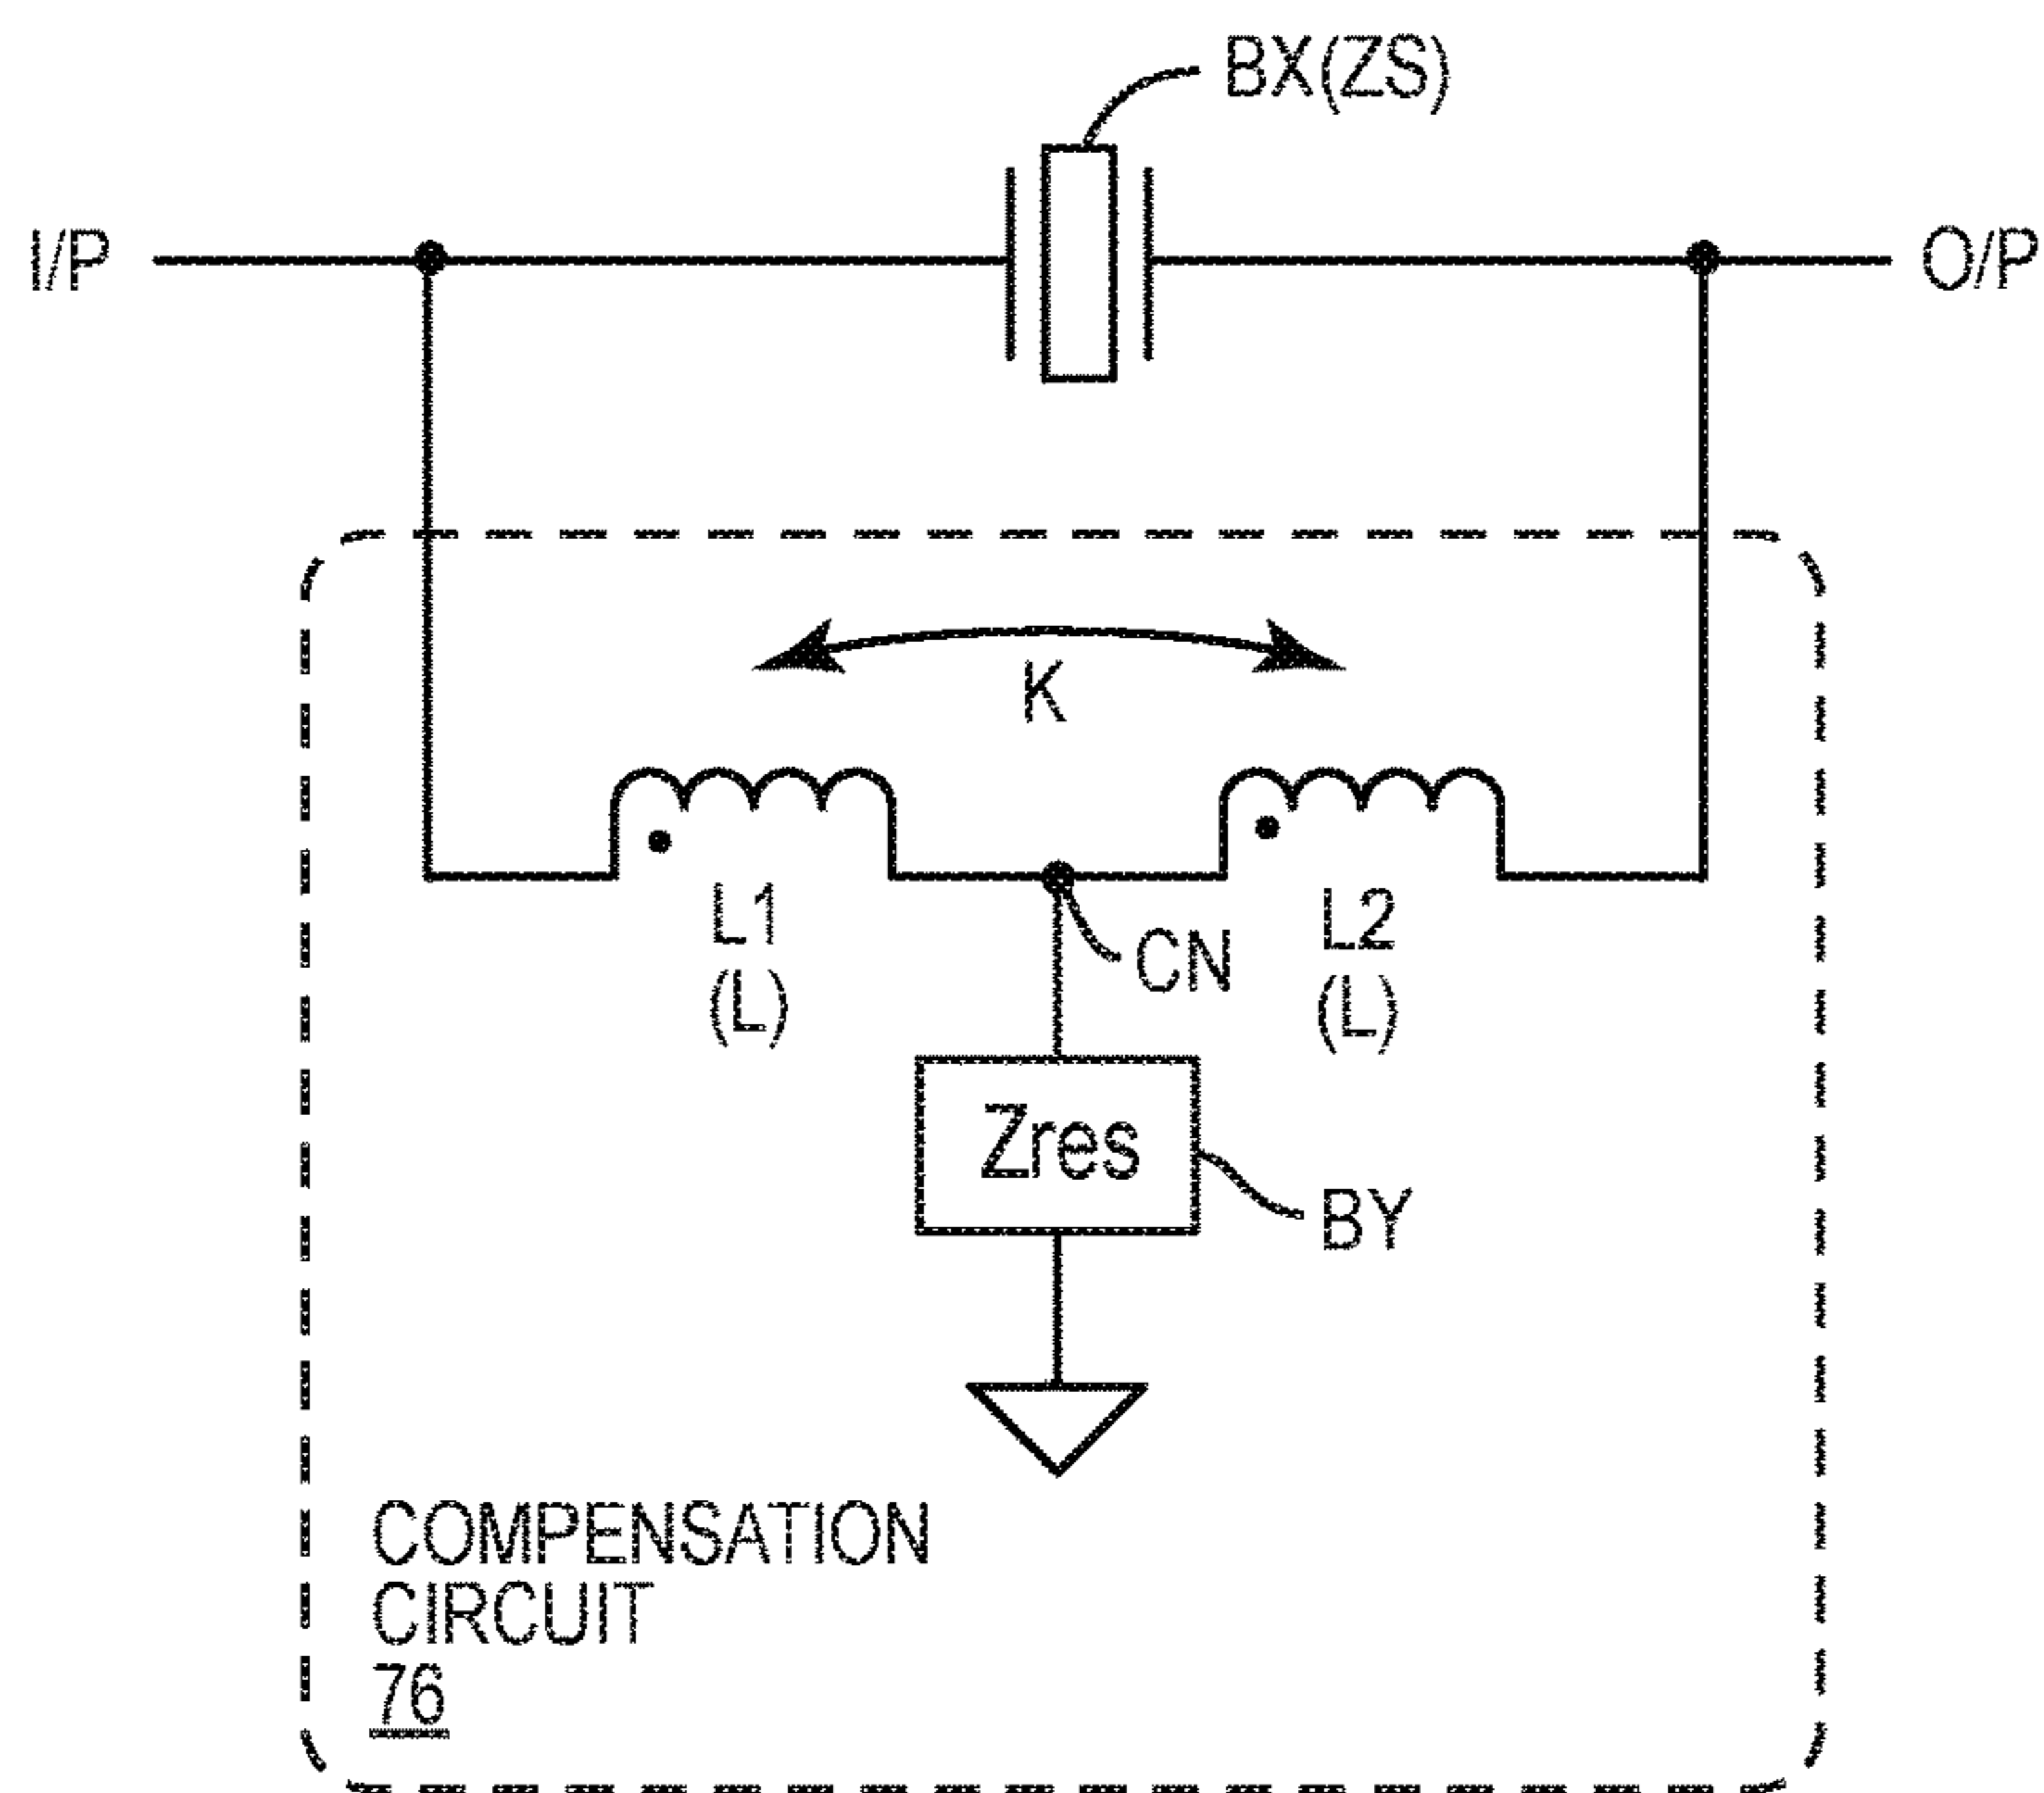 BX(ZS)
I/P
O/P
K
L1
(L)
CN
L2
(L)
Zres
BY
COMPENSATION
CIRCUIT
76